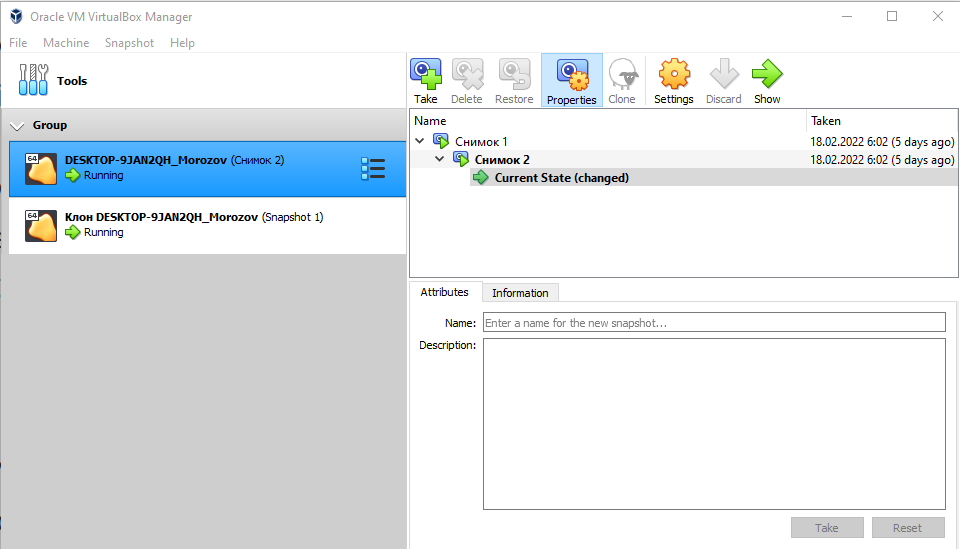 Oracle VM VirtualBox Manager
File Machine Snapshot Help
Tools
Take Delete Restore Properties Clone Settings Discard Show
Group
64
DESKTOP-9JAN2QH_Morozov (Снимок 2)
Running
64
Клон DESKTOP-9JAN2QH_Morozov (Snapshot 1)
Running
Name Taken
Снимок 1 18.02.2022 6:02 (5 days ago)
Снимок 2 18.02.2022 6:02 (5 days ago)
Current State (changed)
Attributes Information
Name: Enter a name for the new snapshot...
Description:
Take Reset